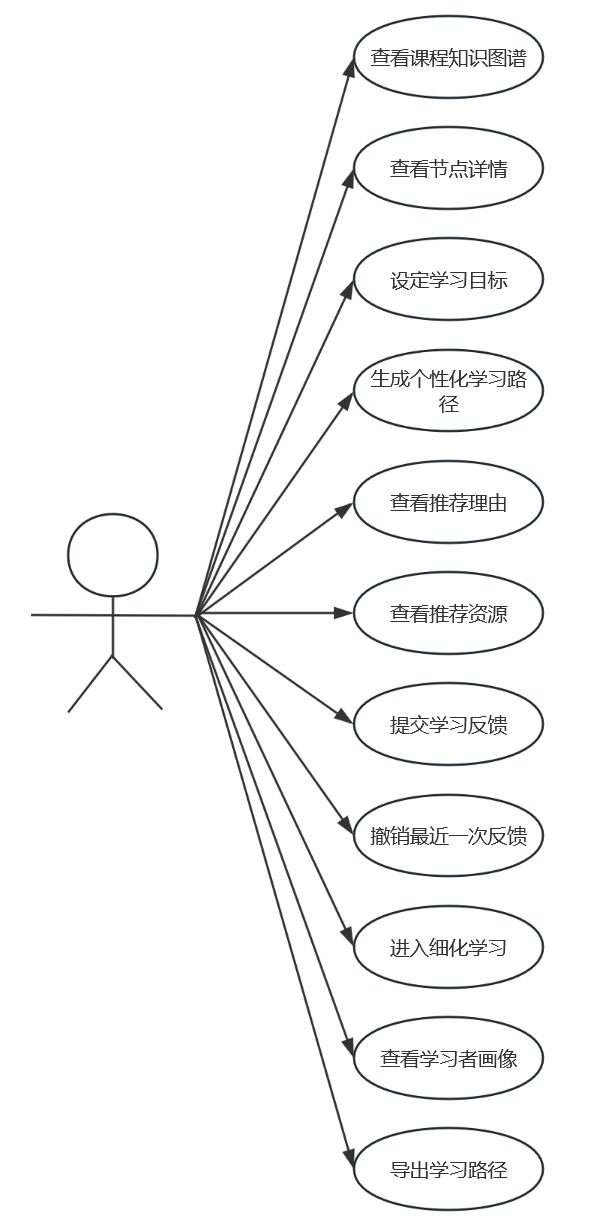 查看课程知识图谱
查看节点详情
设定学习目标
生成个性化学习路
径
查看推荐理由
查看推荐资源
提交学习反馈
撤销最近一次反馈
进入细化学习
查看学习者画像
导出学习路径